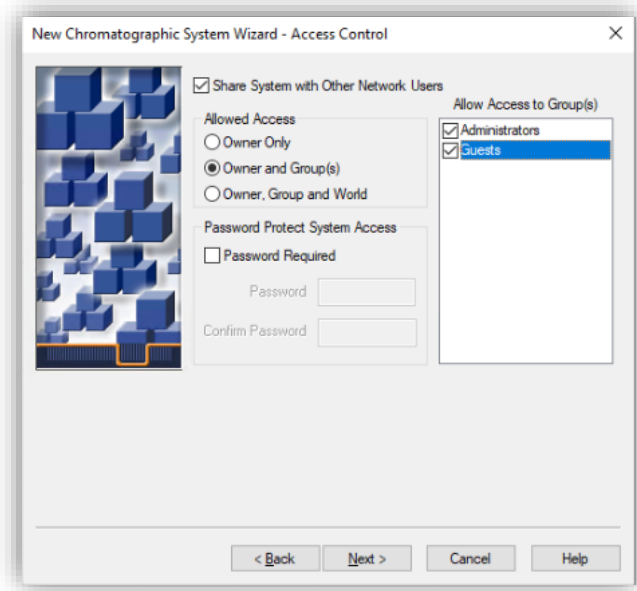 New Chromatographic System Wizard - Access Control
Share System with Other Network Users
Allowed Access
Owner Only
Owner and Group(s)
Owner, Group and World
Password Protect System Access
Password Required
Password
Confirm Password
Allow Access to Group(s)
Administrators
Guests
< Back
Next >
Cancel
Help